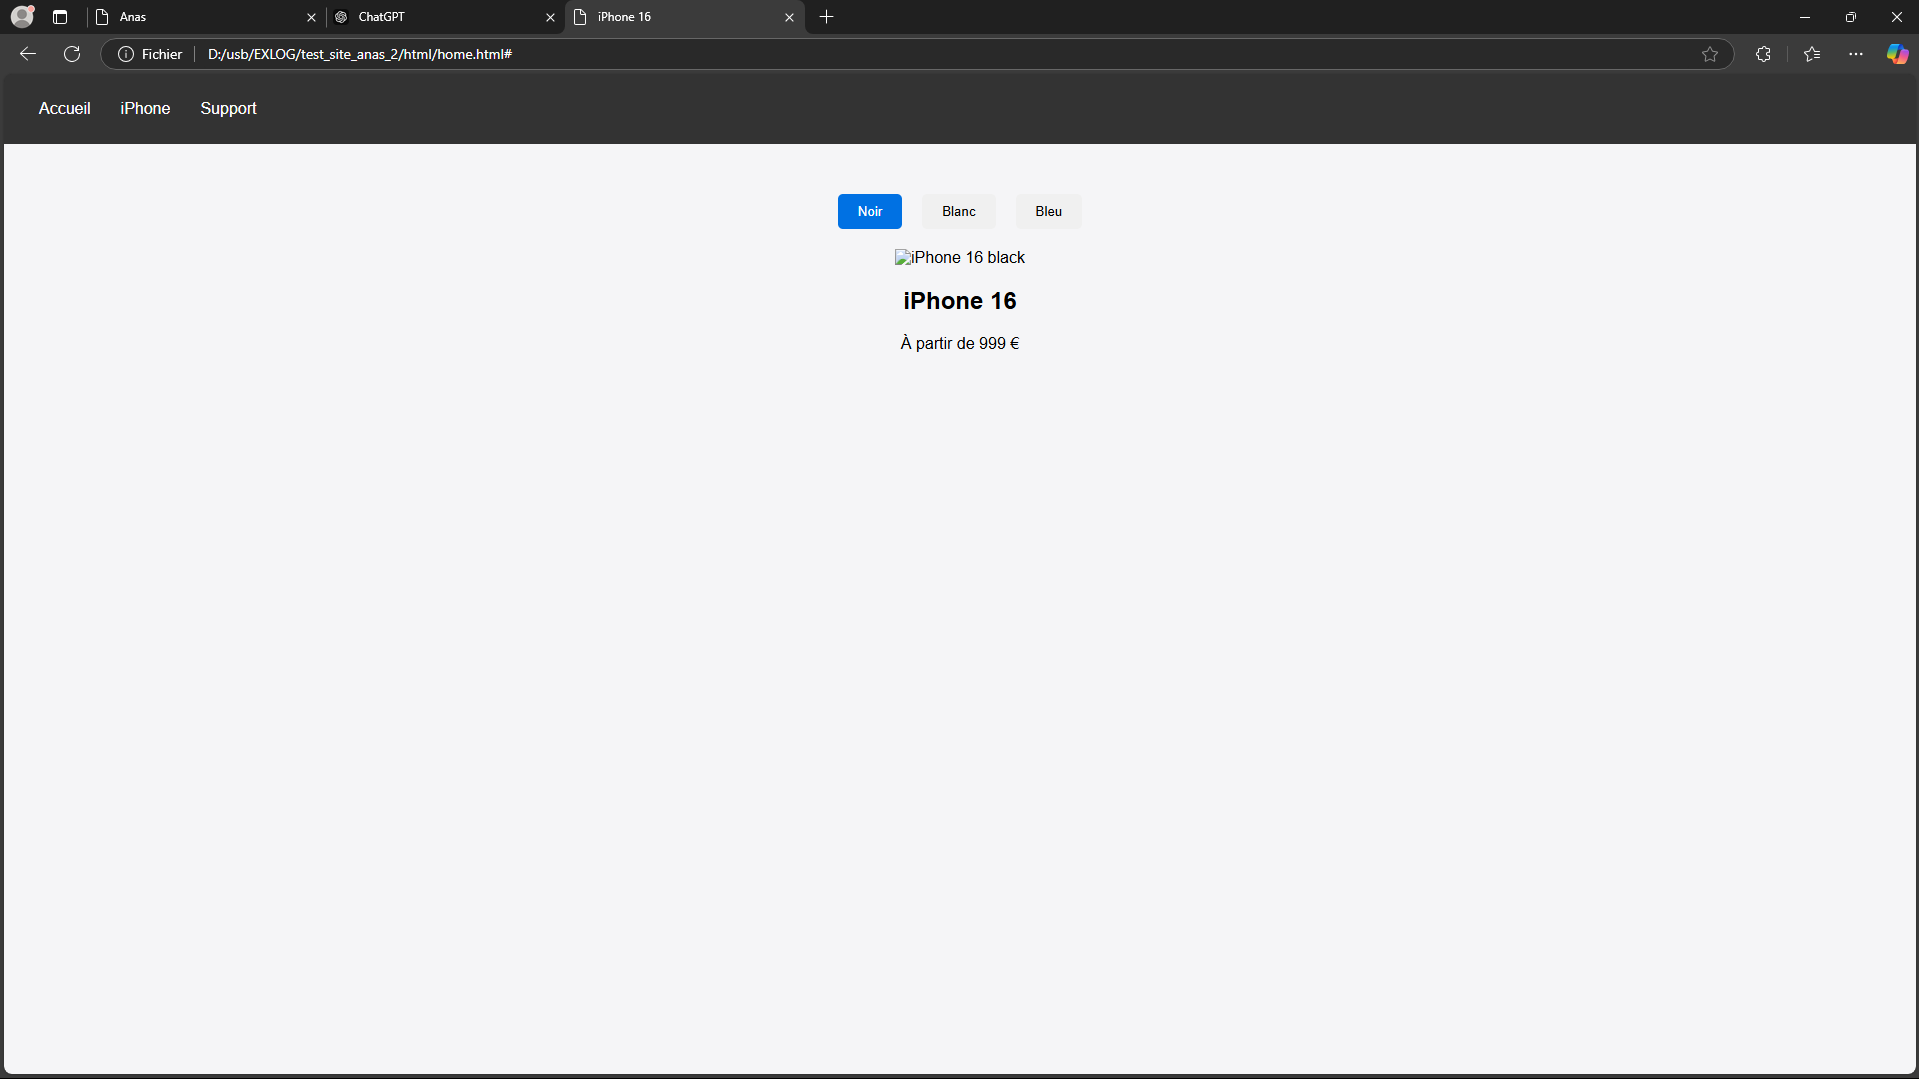 Anas
ChatGPT
iPhone 16
Fichier
D:/usb/EXLOG/test_site_anas_2/html/home.html#
Accueil iPhone Support
Noir Blanc Bleu
iPhone 16 black
iPhone 16
À partir de 999 €